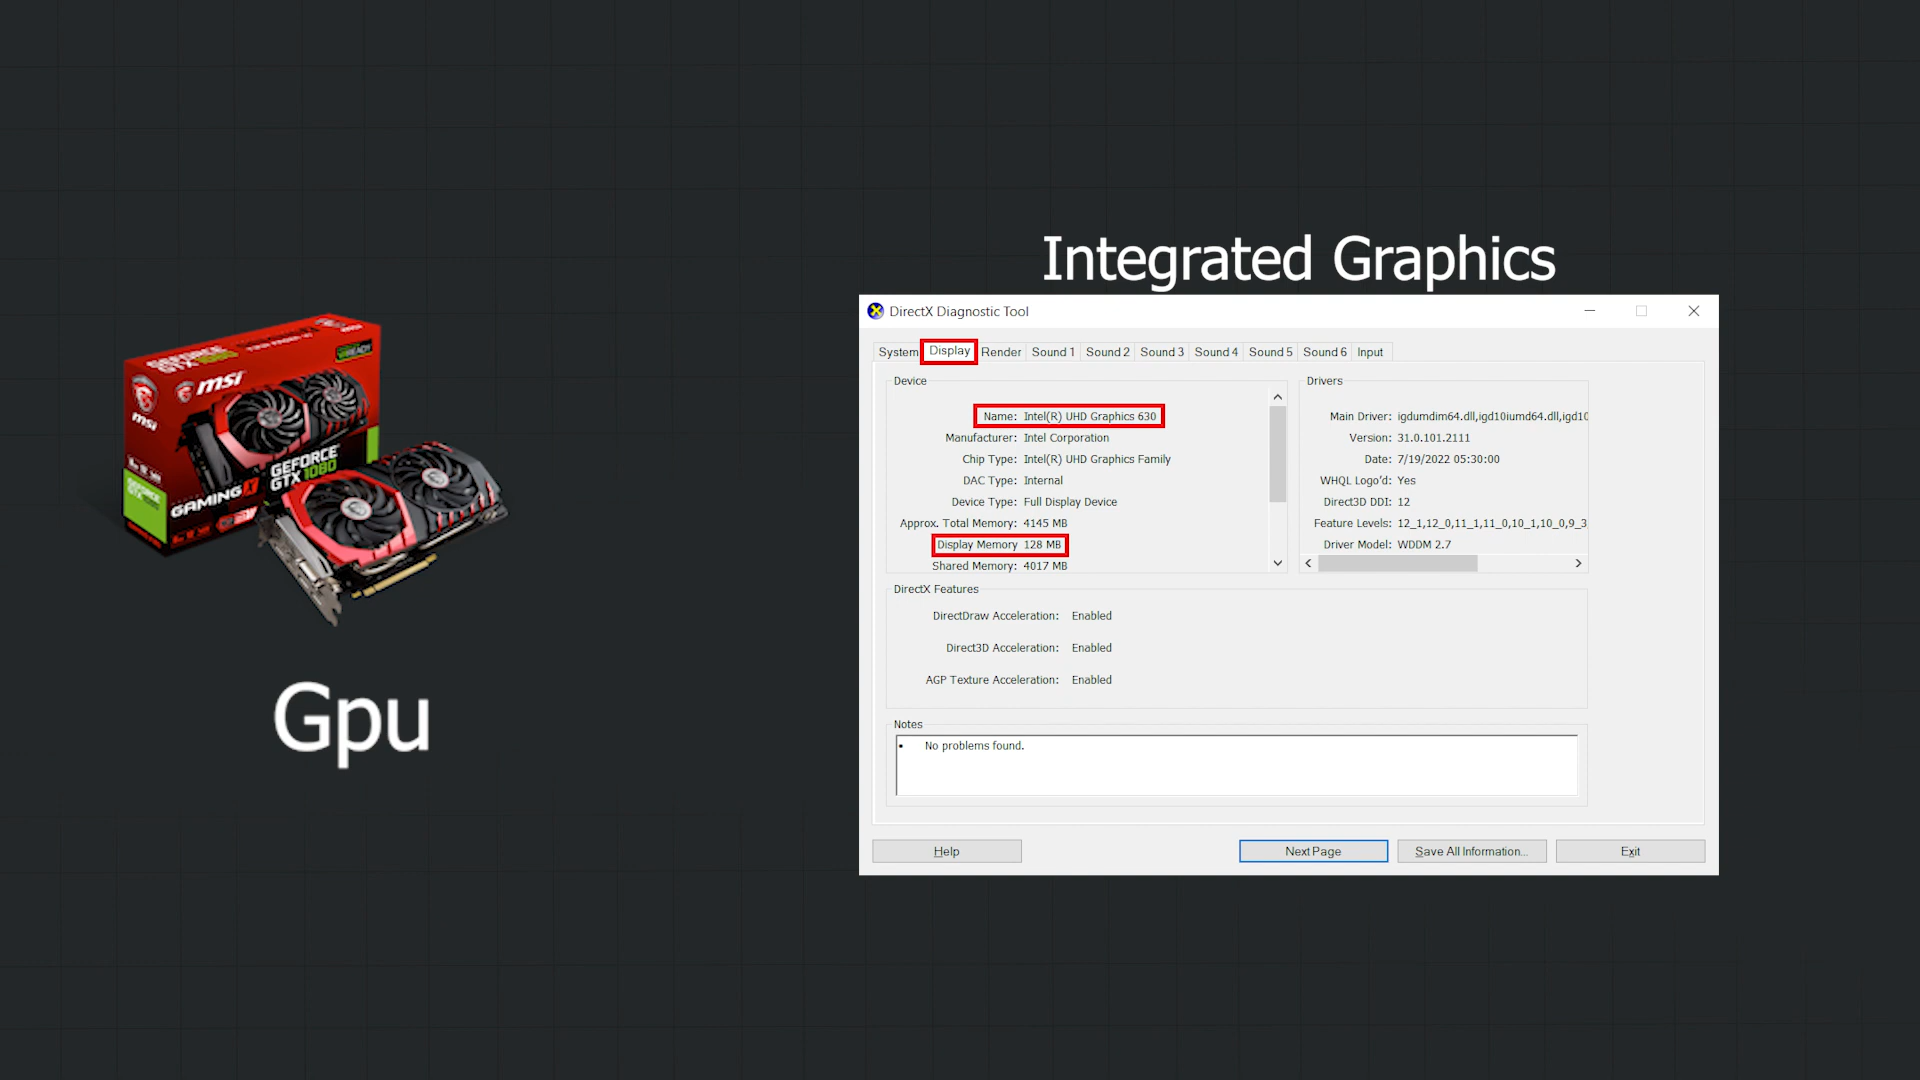 Integrated Graphics
DirectX Diagnostic Tool
System Display Render Sound 1 Sound 2 Sound 3 Sound 4 Sound 5 Sound 6 Input
Device
Name: Intel(R) UHD Graphics 630
Manufacturer: Intel Corporation
Chip Type: Intel(R) UHD Graphics Family
DAC Type: Internal
Device Type: Full Display Device
Approx. Total Memory: 4145 MB
Display Memory 128 MB
Shared Memory: 4017 MB
Drivers
Main Driver: igdumdim64.dll,igd10iumd64.dll,igd10
Version: 31.0.101.2111
Date: 7/19/2022 05:30:00
WHQL Logo'd: Yes
Direct3D DDI: 12
Feature Levels: 12_1,12_0,11_1,11_0,10_1,10_0,9_3
Driver Model: WDDM 2.7
DirectX Features
DirectDraw Acceleration: Enabled
Direct3D Acceleration: Enabled
AGP Texture Acceleration: Enabled
Notes
No problems found.
Help
Next Page
Save All Information...
Exit
msi
msi
GEFORCE
GTX 1080
GAMING X
Gpu